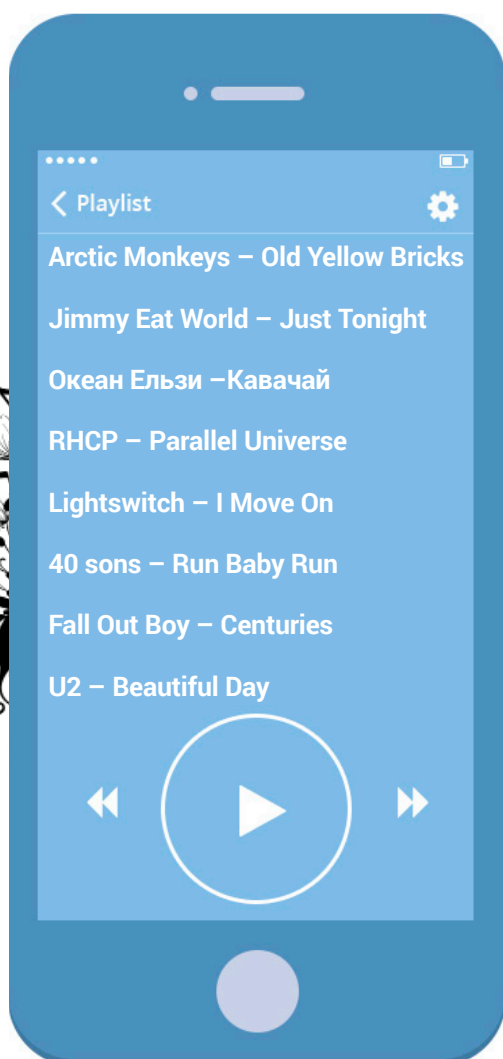 Playlist
Arctic Monkeys – Old Yellow Bricks
Jimmy Eat World – Just Tonight
Океан Ельзи –Кавачай
RHCP – Parallel Universe
Lightswitch – I Move On
40 sons – Run Baby Run
Fall Out Boy – Centuries
U2 – Beautiful Day